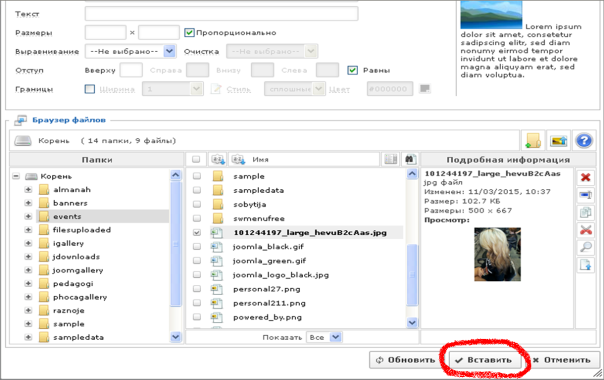 Текст
Размеры × Пропорционально
Выравнивание --Не выбрано-- Очистка --Не выбрано--
Отступ Вверху Справа Внизу Слева Равны
Границы Ширина 1 Стиль сплошные Цвет #000000
Lorem ipsum
dolor sit amet, consetetur
sadipscing elitr, sed diam
nonumy eirmod tempor
invidunt ut labore et dolore
magna aliquyam erat, sed
diam voluptua.
Браузер файлов
Корень ( 14 папки, 9 файлы)
Папки
Корень
almanah
banners
events
filesuploaded
igallery
jdownloads
joomgallery
pedagogi
phocagallery
raznoje
sample
sampledata
Имя
sample
sampledata
sobytija
swmenufree
101244197_large_hevuB2cAas.jpg
joomla_black.gif
joomla_green.gif
joomla_logo_black.jpg
personal27.png
personal211.png
powered_by.png
Показать Все
Подробная информация
101244197_large_hevuB2cAas
jpg файл
Изменен: 11/03/2015, 10:37
Размер: 102.7 КБ
Размеры: 500 x 667
Просмотр:
Обновить Вставить Отменить